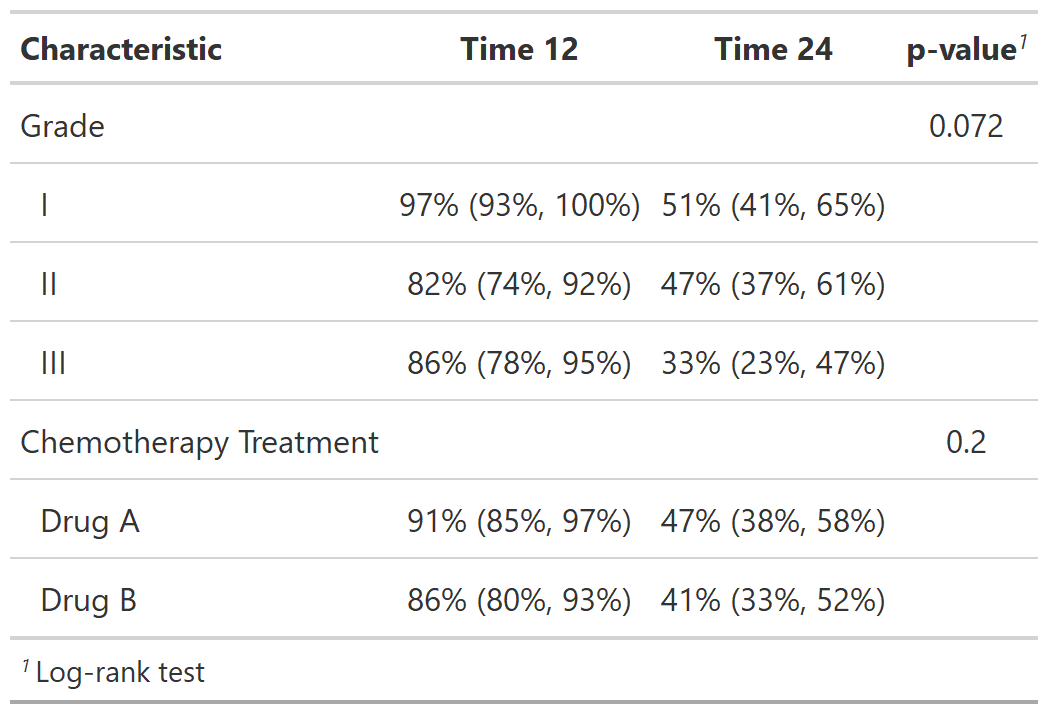 Characteristic Time 12 Time 24 p-value1
Grade 0.072
I 97% (93%, 100%) 51% (41%, 65%)
II 82% (74%, 92%) 47% (37%, 61%)
III 86% (78%, 95%) 33% (23%, 47%)
Chemotherapy Treatment 0.2
Drug A 91% (85%, 97%) 47% (38%, 58%)
Drug B 86% (80%, 93%) 41% (33%, 52%)
1 Log-rank test